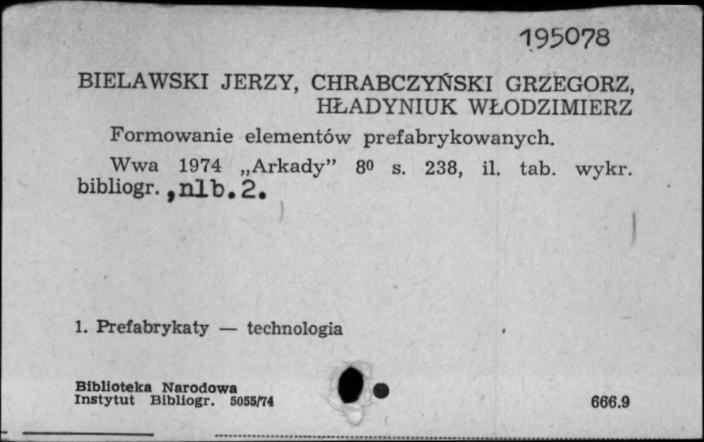 195078
BIELAWSKI JERZY, CHRABCZYŃSKI GRZEGORZ,
HŁADYNIUK WŁODZIMIERZ
Formowanie elementów prefabrykowanych.
Wwa 1974 „Arkady” 8⁰ s. 238, il. tab. wykr.
bibliogr. ,nlb.2.
1. Prefabrykaty — technologia
Biblioteka Narodowa
Instytut Bibliogr. 5055/74
666.9